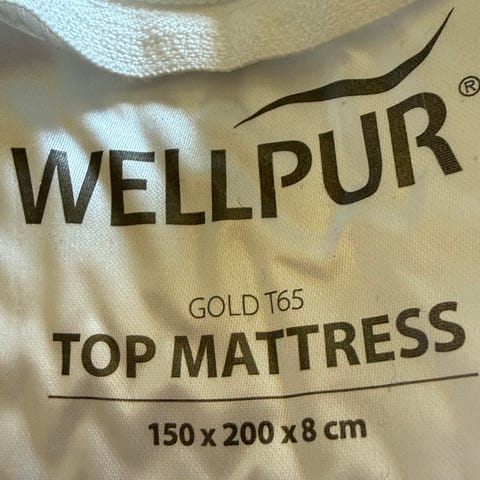 WELLPUR®
GOLD T65
TOP MATTRESS
150 x 200 x 8 cm